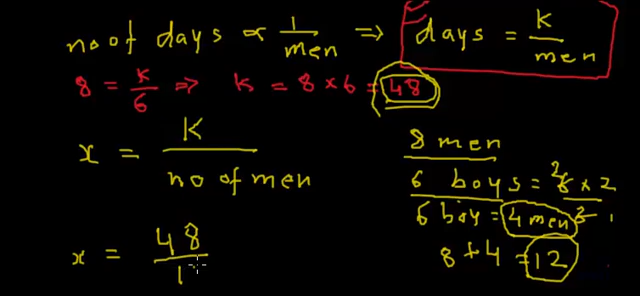 no of days ∝ 1/men ⇒ days = K/men
8 = K/6 ⇒ K = 8 × 6 = 48
x = K/no of men
8 men
6 boys = 6 × 2
6 boy = 4 men
8 + 4 = 12
x = 48/1